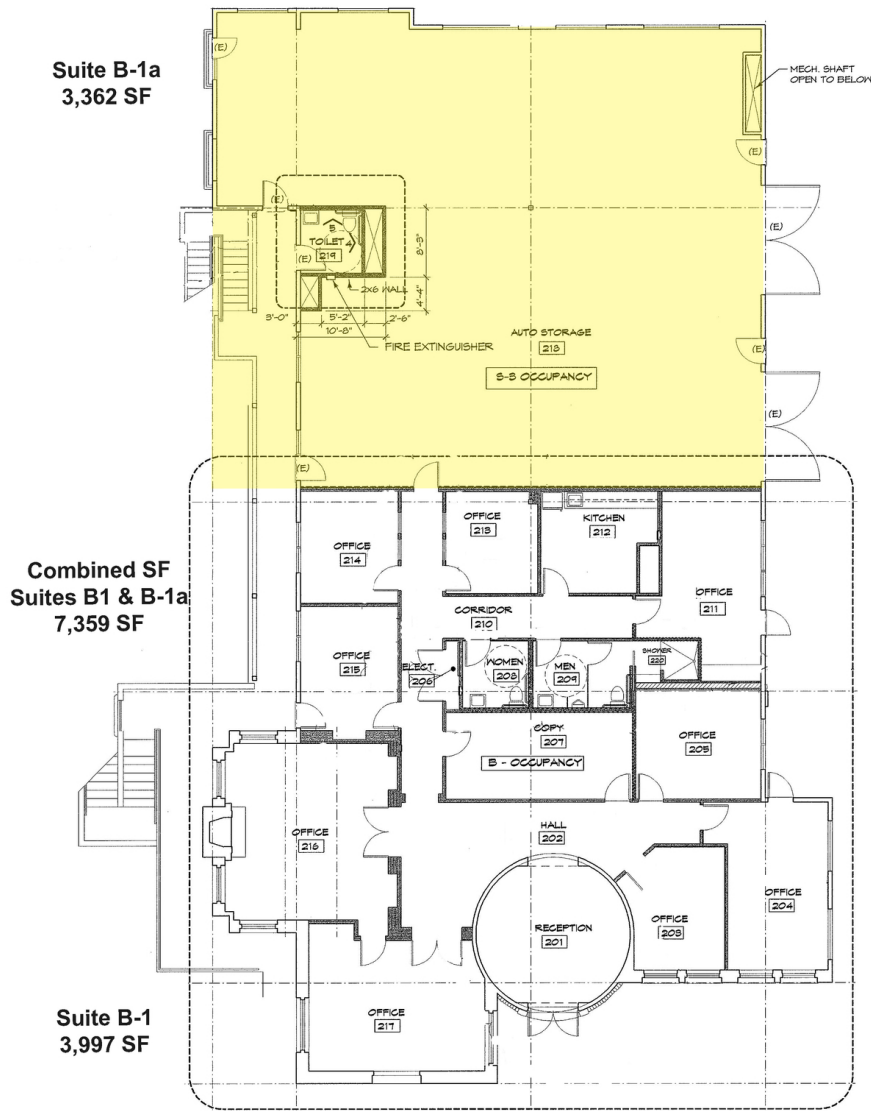 Suite B-1a
3,362 SF
MECH. SHAFT
OPEN TO BELOW
(E)
(E)
(E)
(E)
5
TOILET 4
219
(E)
8'-3"
2x6 WALL
4'-4"
3'-0"
5'-2"
2'-6"
10'-8"
FIRE EXTINGUISHER
AUTO STORAGE
218
S-3 OCCUPANCY
(E)
(E)
(E)
Combined SF
Suites B1 & B-1a
7,359 SF
OFFICE
214
OFFICE
213
KITCHEN
212
OFFICE
211
CORRIDOR
210
OFFICE
215
ELECT.
206
WOMEN
208
MEN
209
SHOWER
220
COPY
207
B - OCCUPANCY
OFFICE
205
OFFICE
216
HALL
202
RECEPTION
201
OFFICE
203
OFFICE
204
Suite B-1
3,997 SF
OFFICE
217